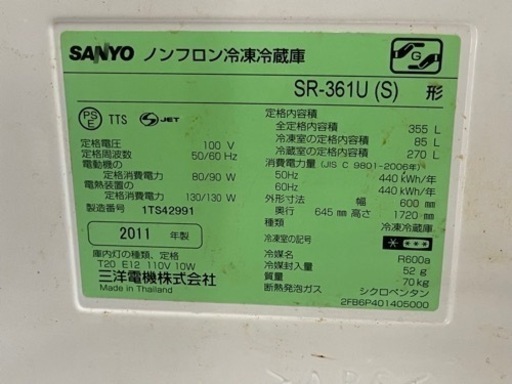 SANYO ノンフロン冷凍冷蔵庫
G
SR-361U (S) 形
PS E TTS S JET
定格電圧 100 V
定格周波数 50/60 Hz
電動機の
定格消費電力 80/90 W
電熱装置の
定格消費電力 130/130 W
製造番号 1TS42991
2011 年製
庫内灯の種類、定格
T20 E12 110V 10W
三洋電機株式会社
Made in Thailand
定格内容積
全定格内容積 355 L
冷凍室の定格内容積 85 L
冷蔵室の定格内容積 270 L
消費電力量 (JIS C 9801-2006年)
50Hz 440 kWh/年
60Hz 440 kWh/年
外形寸法 幅 600 mm
奥行 645 mm 高さ 1720 mm
種類 冷凍冷蔵庫
冷凍室の記号
冷媒名 R600a
冷媒封入量 52 g
質量 70 kg
断熱発泡ガス シクロペンタン
2FB6P401405000